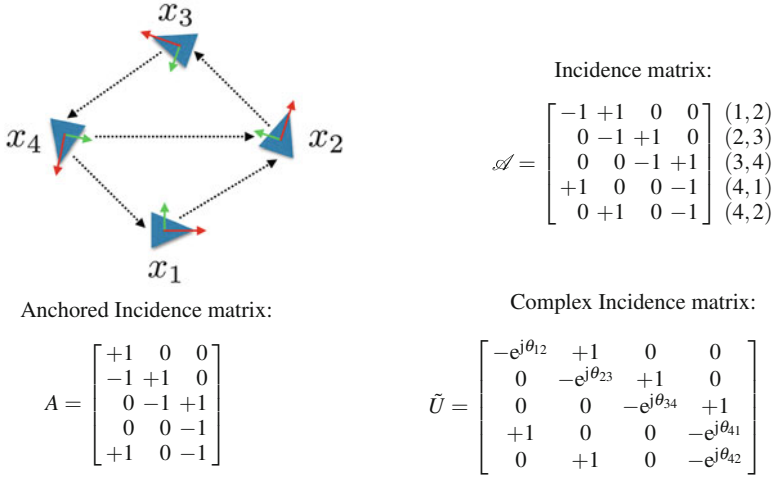 x₃
x₄
x₂
x₁
Incidence matrix:
𝒜 =
−1 +1 0 0 (1,2)
0 −1 +1 0 (2,3)
0 0 −1 +1 (3,4)
+1 0 0 −1 (4,1)
0 +1 0 −1 (4,2)
Anchored Incidence matrix:
A =
+1 0 0
−1 +1 0
0 −1 +1
0 0 −1
+1 0 −1
Complex Incidence matrix:
Ũ =
−e^{jθ₁₂} +1 0 0
0 −e^{jθ₂₃} +1 0
0 0 −e^{jθ₃₄} +1
+1 0 0 −e^{jθ₄₁}
0 +1 0 −e^{jθ₄₂}